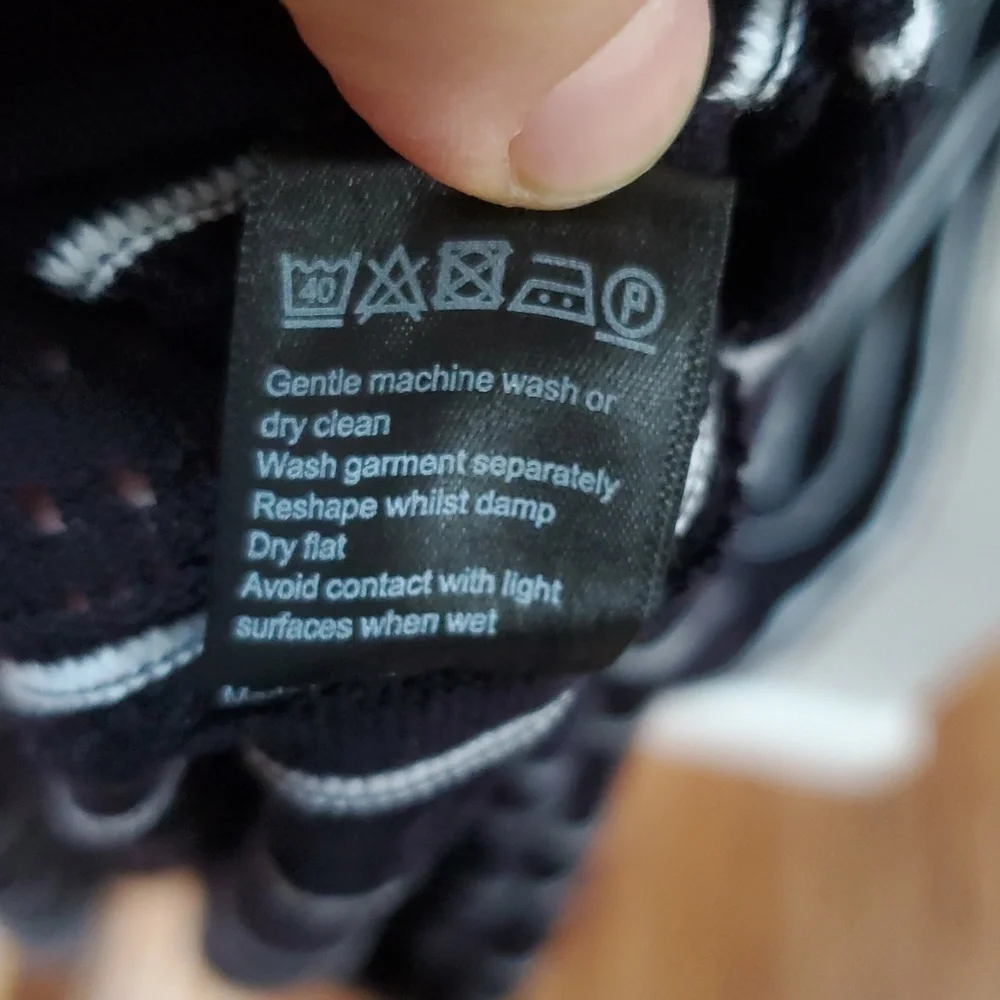 40 P
Gentle machine wash or
dry clean
Wash garment separately
Reshape whilst damp
Dry flat
Avoid contact with light
surfaces when wet